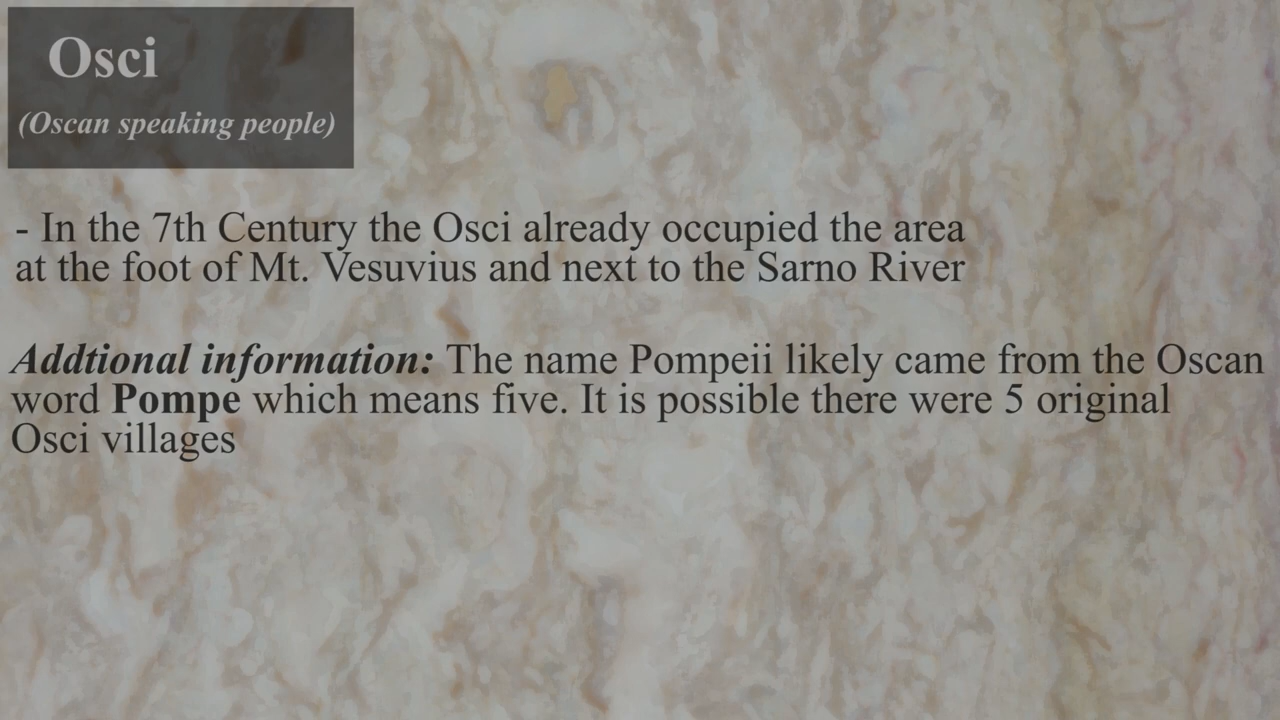 Osci
(Oscan speaking people)
- In the 7th Century the Osci already occupied the area
at the foot of Mt. Vesuvius and next to the Sarno River
Addtional information: The name Pompeii likely came from the Oscan
word Pompe which means five. It is possible there were 5 original
Osci villages